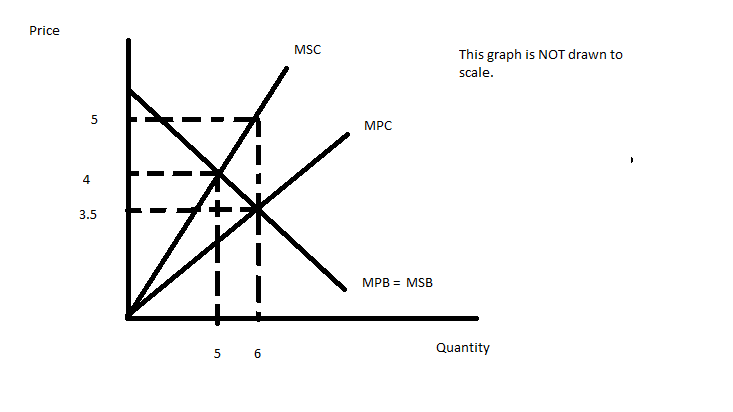 Price
MSC
This graph is NOT drawn to
scale.
5
MPC
4
3.5
MPB = MSB
5
6
Quantity